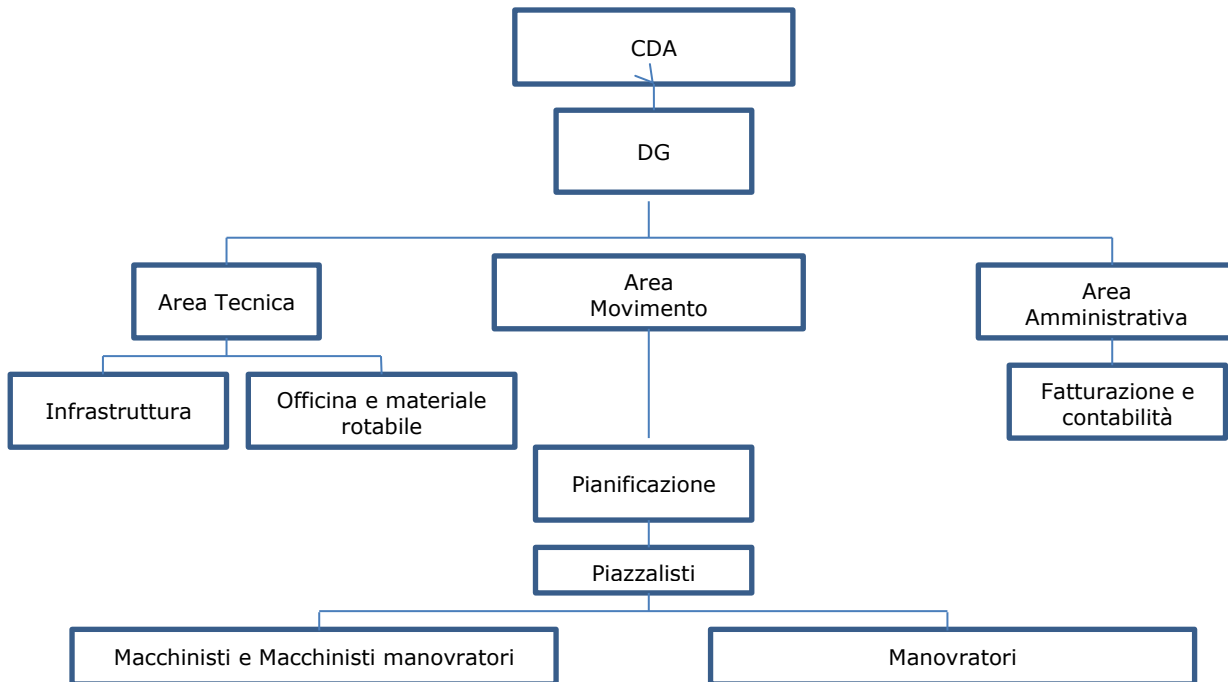 CDA
DG
Area Tecnica
Area
Movimento
Area
Amministrativa
Infrastruttura
Officina e materiale
rotabile
Fatturazione e
contabilità
Pianificazione
Piazzalisti
Macchinisti e Macchinisti manovratori
Manovratori